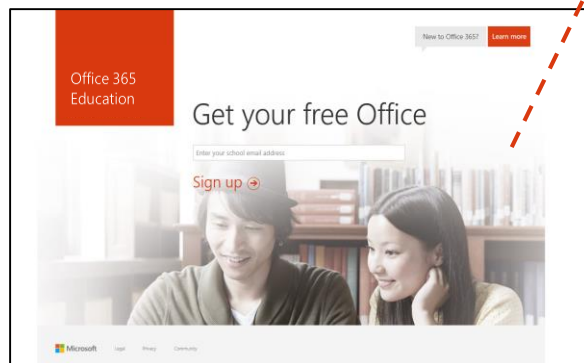 New to Office 365?
Learn more
Office 365
Education
Get your free Office
Enter your school email address
Sign up
Microsoft
Legal
Privacy
Community